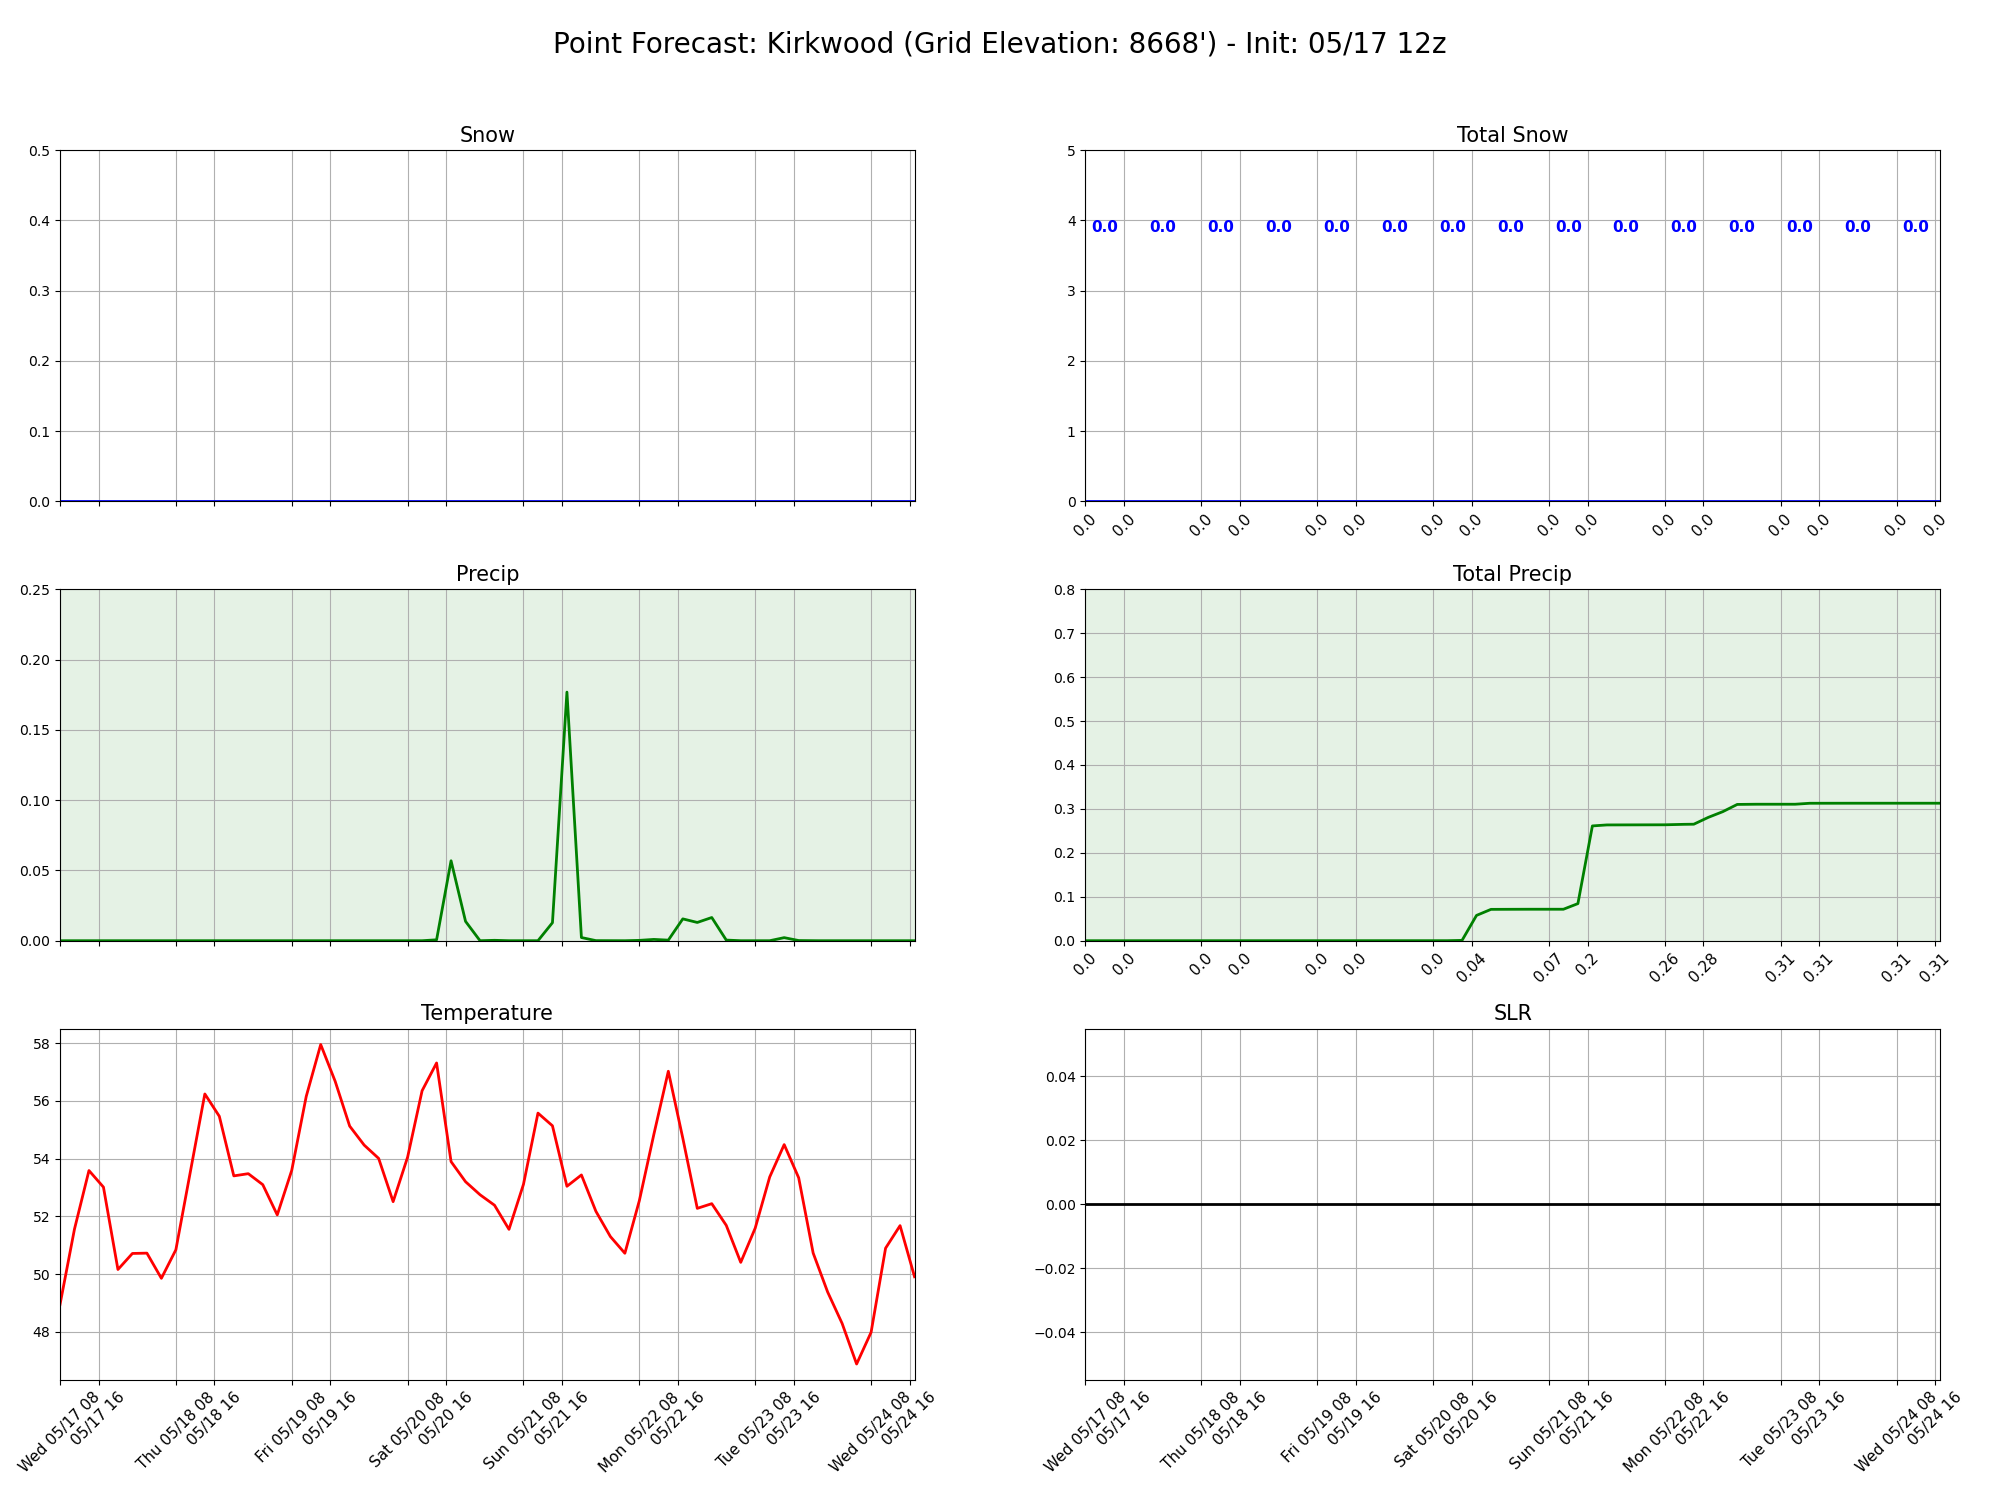 Point Forecast: Kirkwood (Grid Elevation: 8668') - Init: 05/17 12z
Snow
0.5
0.4
0.3
0.2
0.1
0.0
Total Snow
5
4
3
2
1
0
0.0 0.0 0.0 0.0 0.0 0.0 0.0 0.0 0.0 0.0 0.0 0.0 0.0 0.0 0.0
0.0 0.0 0.0 0.0 0.0 0.0 0.0 0.0 0.0 0.0 0.0 0.0 0.0 0.0 0.0 0.0
Precip
0.25
0.20
0.15
0.10
0.05
0.00
Total Precip
0.8
0.7
0.6
0.5
0.4
0.3
0.2
0.1
0.0
0.0 0.0 0.0 0.0 0.0 0.0 0.0 0.04 0.07 0.2 0.26 0.28 0.31 0.31 0.31 0.31
Temperature
58
56
54
52
50
48
Wed 05/17 08
05/17 16
Thu 05/18 08
05/18 16
Fri 05/19 08
05/19 16
Sat 05/20 08
05/20 16
Sun 05/21 08
05/21 16
Mon 05/22 08
05/22 16
Tue 05/23 08
05/23 16
Wed 05/24 08
05/24 16
SLR
0.04
0.02
0.00
−0.02
−0.04
Wed 05/17 08
05/17 16
Thu 05/18 08
05/18 16
Fri 05/19 08
05/19 16
Sat 05/20 08
05/20 16
Sun 05/21 08
05/21 16
Mon 05/22 08
05/22 16
Tue 05/23 08
05/23 16
Wed 05/24 08
05/24 16